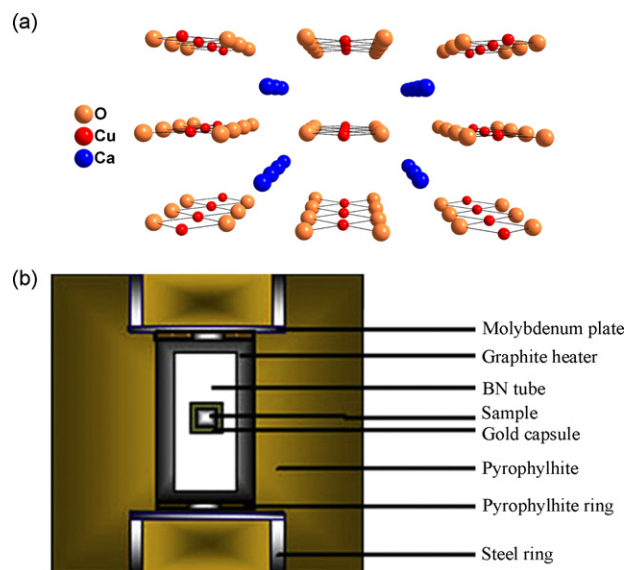 (a)
O
Cu
Ca
(b)
Molybdenum plate
Graphite heater
BN tube
Sample
Gold capsule
Pyrophylhite
Pyrophylhite ring
Steel ring